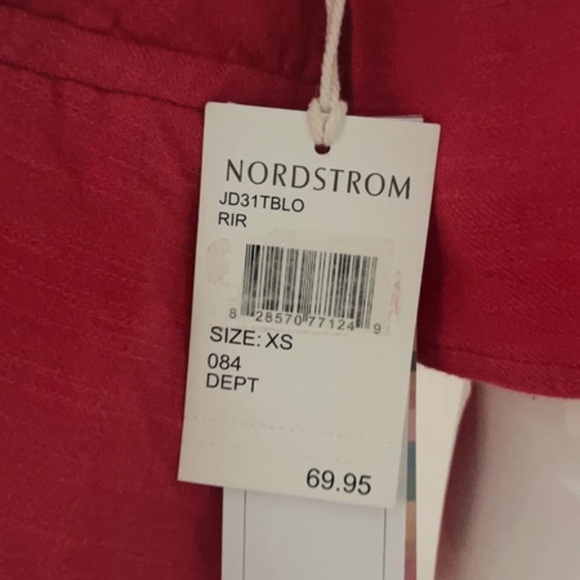 NORDSTROM
JD31TBLO
RIR
8 28570 77124 9
SIZE: XS
084
DEPT
69.95